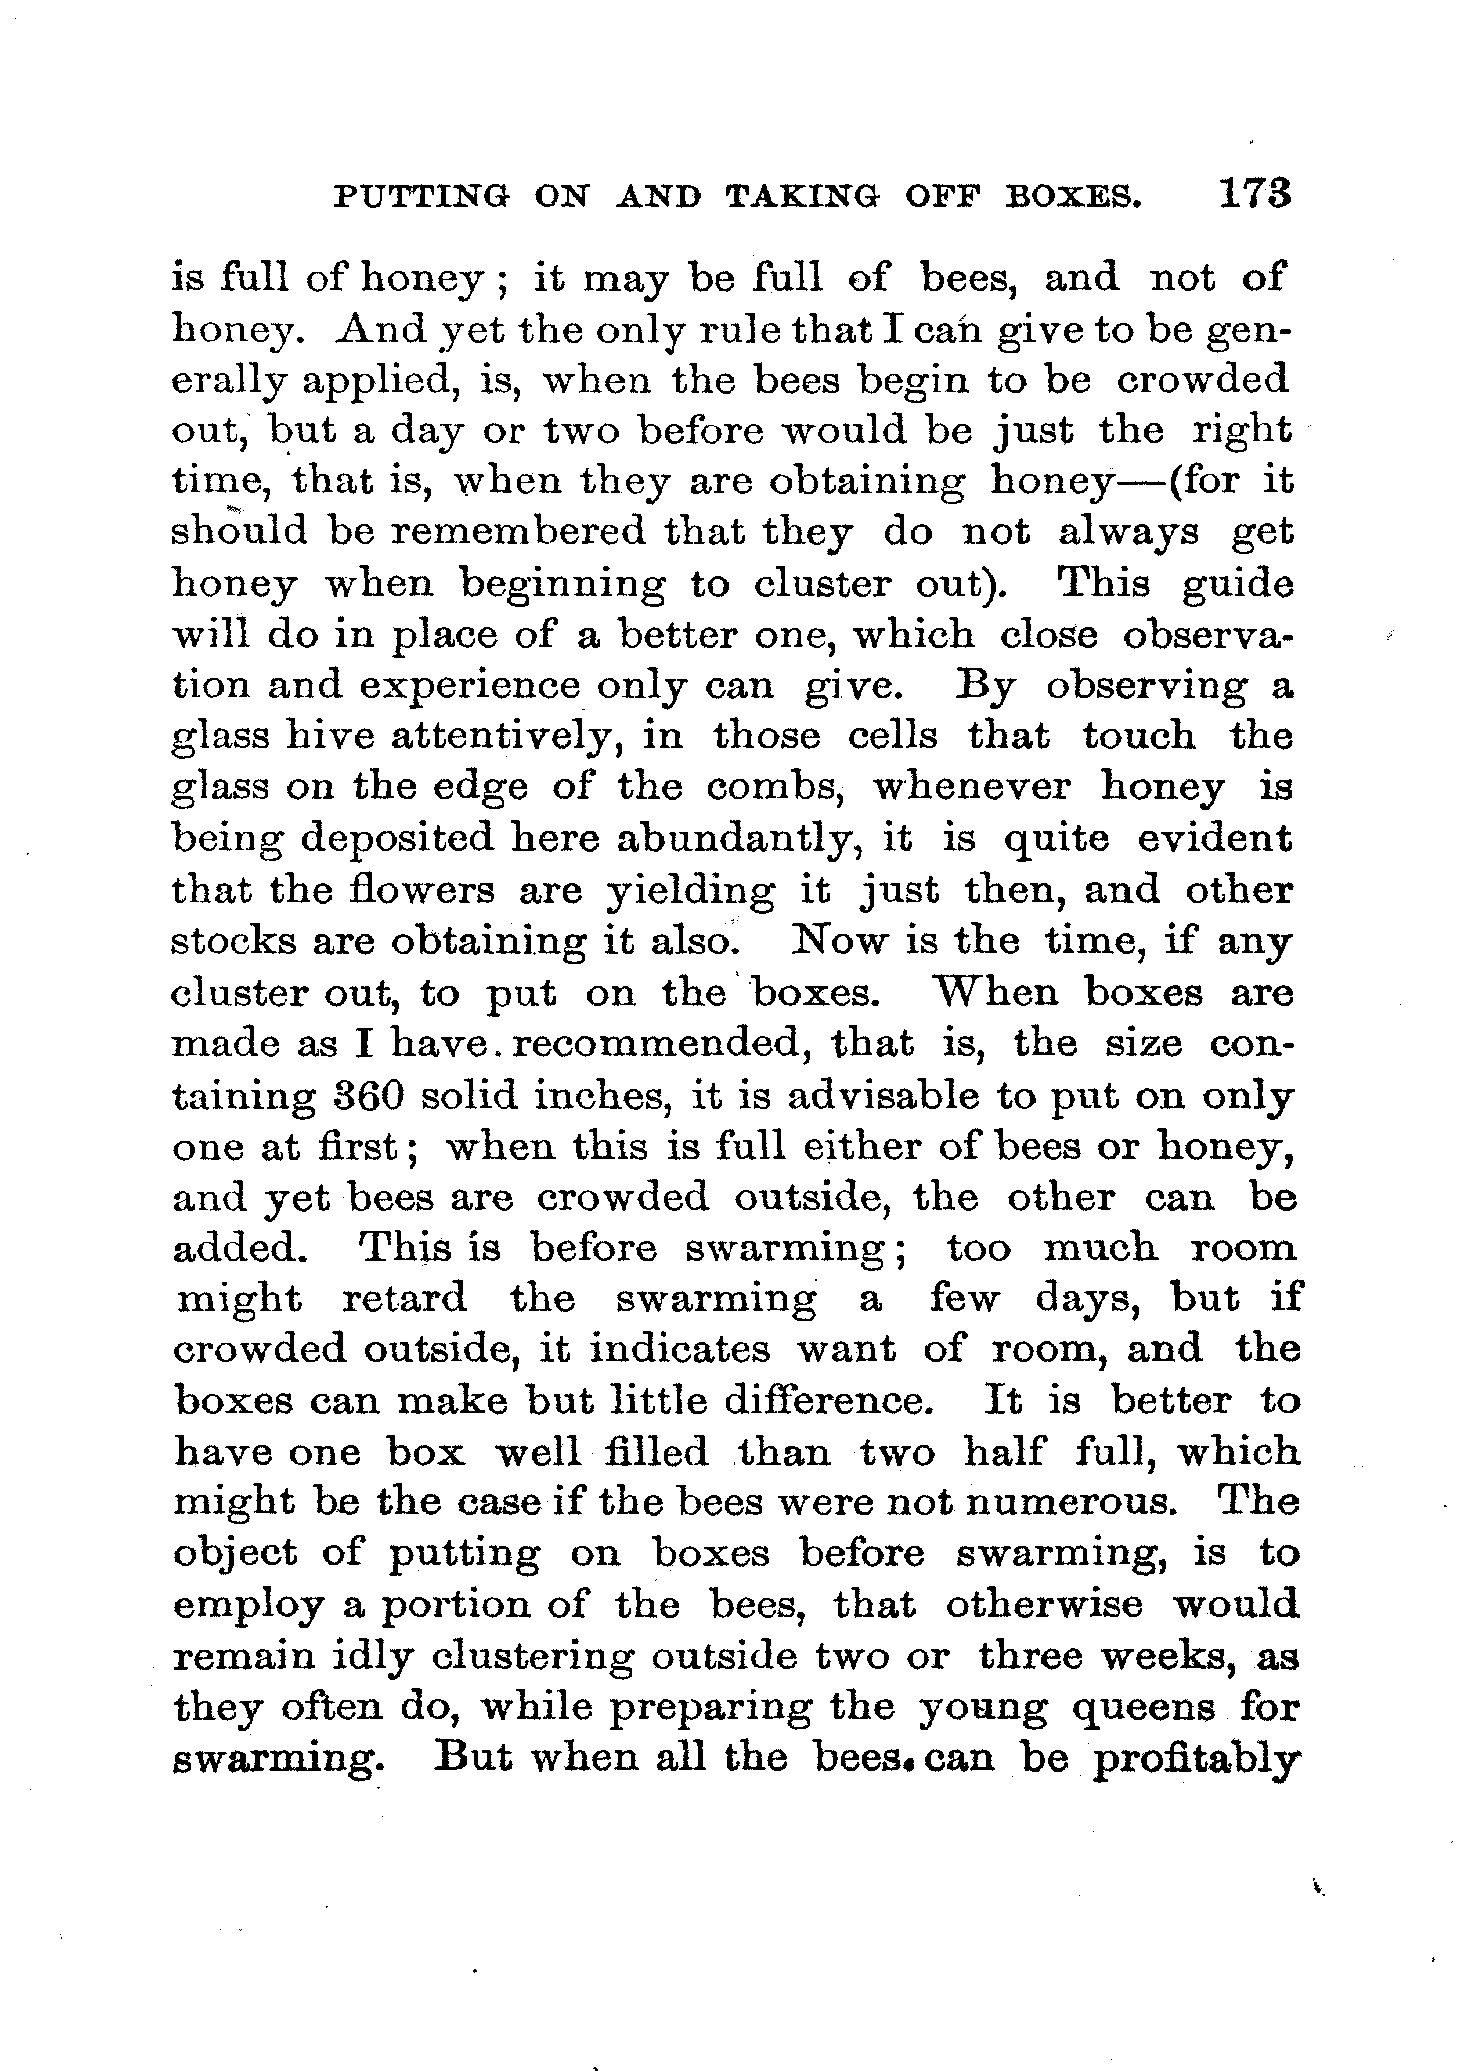 PUTTING ON AND TAKING OFF BOXES. 173
is full of honey ; it may be full of bees, and not of
honey. And yet the only rule that I can give to be gen-
erally applied, is, when the bees begin to be crowded
out, but a day or two before would be just the right
time, that is, when they are obtaining honey—(for it
should be remembered that they do not always get
honey when beginning to cluster out). This guide
will do in place of a better one, which close observa-
tion and experience only can give. By observing a
glass hive attentively, in those cells that touch the
glass on the edge of the combs, whenever honey is
being deposited here abundantly, it is quite evident
that the flowers are yielding it just then, and other
stocks are obtaining it also. Now is the time, if any
cluster out, to put on the boxes. When boxes are
made as I have recommended, that is, the size con-
taining 360 solid inches, it is advisable to put on only
one at first ; when this is full either of bees or honey,
and yet bees are crowded outside, the other can be
added. This is before swarming ; too much room
might retard the swarming a few days, but if
crowded outside, it indicates want of room, and the
boxes can make but little difference. It is better to
have one box well filled than two half full, which
might be the case if the bees were not numerous. The
object of putting on boxes before swarming, is to
employ a portion of the bees, that otherwise would
remain idly clustering outside two or three weeks, as
they often do, while preparing the young queens for
swarming. But when all the bees can be profitably